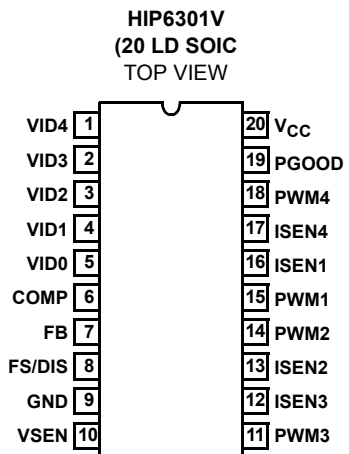 HIP6301V
(20 LD SOIC
TOP VIEW
VID4 1 20 VCC
VID3 2 19 PGOOD
VID2 3 18 PWM4
VID1 4 17 ISEN4
VID0 5 16 ISEN1
COMP 6 15 PWM1
FB 7 14 PWM2
FS/DIS 8 13 ISEN2
GND 9 12 ISEN3
VSEN 10 11 PWM3